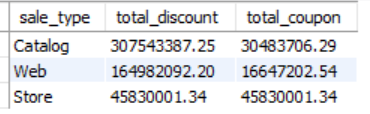 sale_type total_discount total_coupon
Catalog 307543387.25 30483706.29
Web 164982092.20 16647202.54
Store 45830001.34 45830001.34